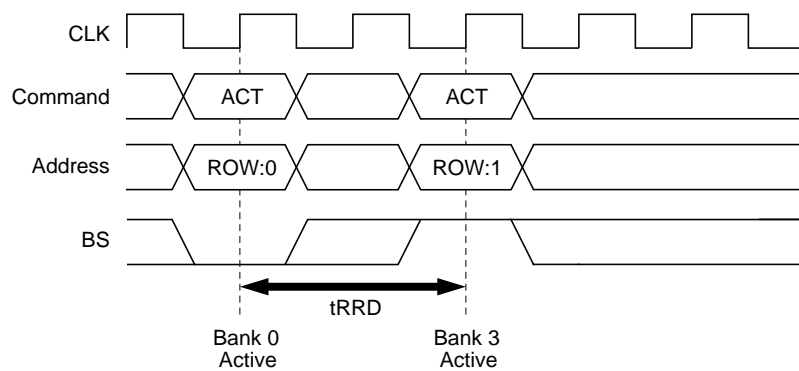 CLK
Command
ACT
ACT
Address
ROW:0
ROW:1
BS
tRRD
Bank 0
Active
Bank 3
Active